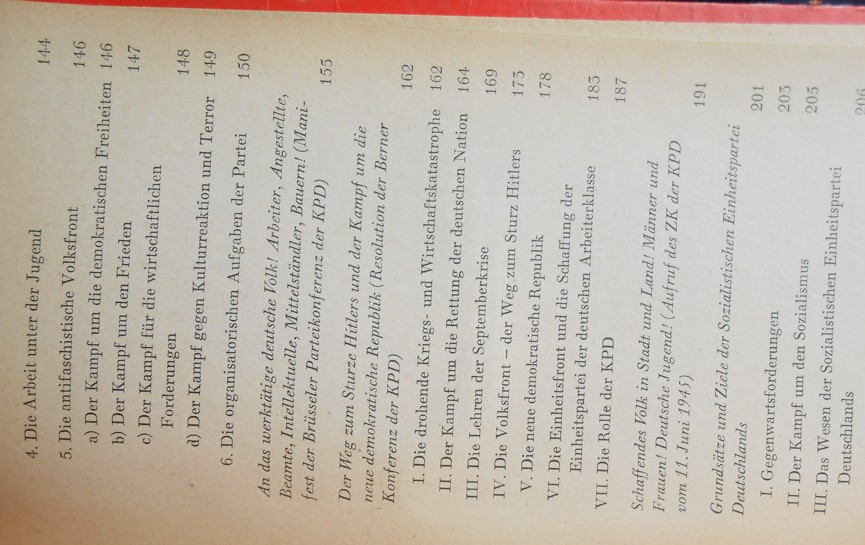 4. Die Arbeit unter der Jugend 144
5. Die antifaschistische Volksfront 146
a) Der Kampf um die demokratischen Freiheiten 146
b) Der Kampf um den Frieden 147
c) Der Kampf für die wirtschaftlichen
Forderungen 148
d) Der Kampf gegen Kulturreaktion und Terror 149
6. Die organisatorischen Aufgaben der Partei 150
An das werktätige deutsche Volk! Arbeiter, Angestellte,
Beamte, Intellektuelle, Mittelständler, Bauern! (Mani-
fest der Brüsseler Parteikonferenz der KPD) 155
Der Weg zum Sturze Hitlers und der Kampf um die
neue demokratische Republik (Resolution der Berner
Konferenz der KPD) 162
I. Die drohende Kriegs- und Wirtschaftskatastrophe 162
II. Der Kampf um die Rettung der deutschen Nation 164
III. Die Lehren der Septemberkrise 169
IV. Die Volksfront – der Weg zum Sturz Hitlers 173
V. Die neue demokratische Republik 178
VI. Die Einheitsfront und die Schaffung der
Einheitspartei der deutschen Arbeiterklasse 183
VII. Die Rolle der KPD 187
Schaffendes Volk in Stadt und Land! Männer und
Frauen! Deutsche Jugend! (Aufruf des ZK der KPD
vom 11. Juni 1945) 191
Grundsätze und Ziele der Sozialistischen Einheitspartei
Deutschlands 201
I. Gegenwartsforderungen 203
II. Der Kampf um den Sozialismus 205
III. Das Wesen der Sozialistischen Einheitspartei
Deutschlands 206